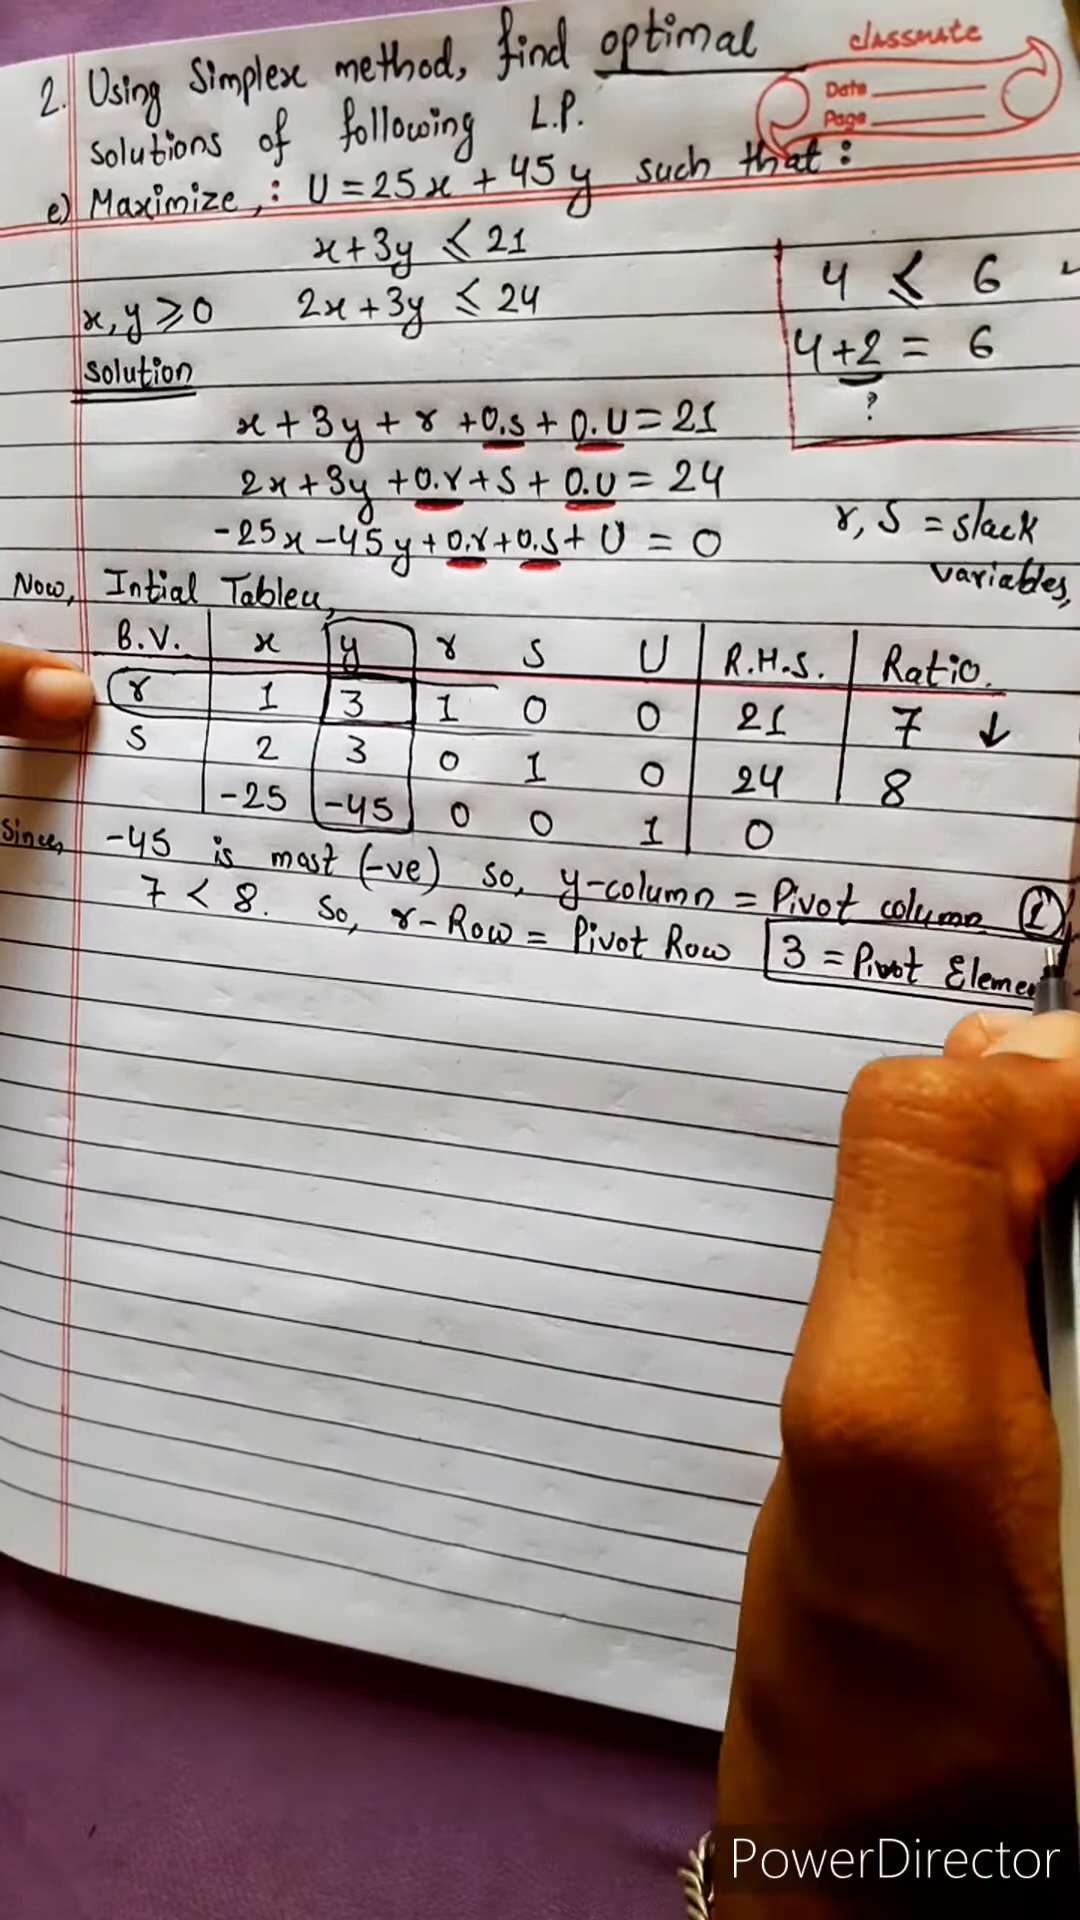 2. Using Simplex method, find optimal
solutions of following L.P.
classmate
Date
Page
e) Maximize, : U = 25x + 45y such that :
x + 3y ≤ 21
x, y ≥ 0 2x + 3y ≤ 24
4 ≤ 6
4 + 2 = 6
?
Solution
x + 3y + r + 0.s + 0.U = 21
2x + 3y + 0.r + s + 0.U = 24
-25x - 45y + 0.r + 0.s + U = 0
r, s = slack
variables,
Now, Intial Tableu,
B.V. x y r s U R.H.S. Ratio.
r 1 3 1 0 0 21 7 ↓
s 2 3 0 1 0 24 8
-25 -45 0 0 1 0
Since, -45 is most (-ve) so, y-column = Pivot column
7 < 8. So, r-Row = Pivot Row 3 = Pivot
PowerDirector